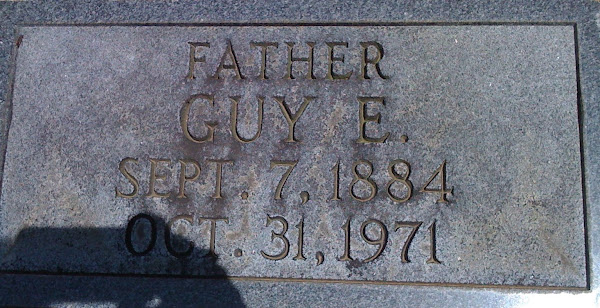 FATHER
GUY E.
SEPT. 7, 1884
OCT. 31, 1971